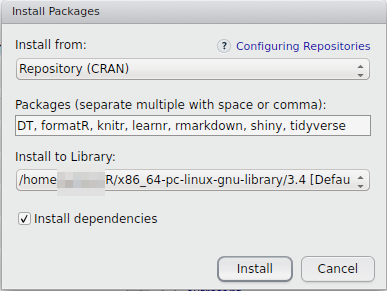 Install Packages
Install from:
? Configuring Repositories
Repository (CRAN)
Packages (separate multiple with space or comma):
DT, formatR, knitr, learnr, rmarkdown, shiny, tidyverse
Install to Library:
/home R/x86_64-pc-linux-gnu-library/3.4 [Defau
Install dependencies
Install Cancel